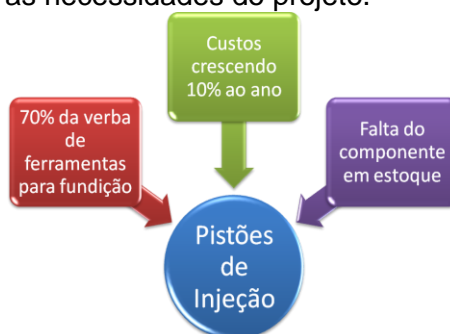 as necessidades do projeto.
Custos
crescendo
10% ao ano
70% da verba
de
ferramentas
para fundição
Falta do
componente
em estoque
Pistões
de
Injeção